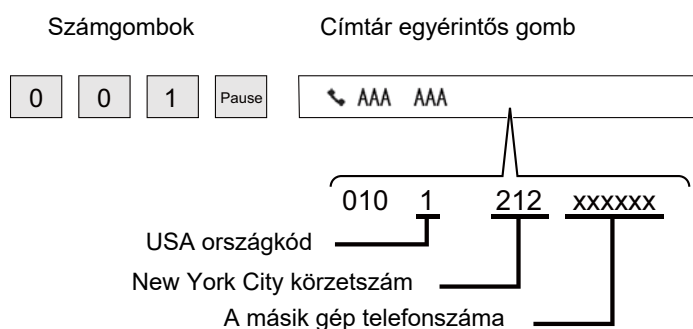 Számgombok Címtár egyérintős gomb
0 0 1 Pause AAA AAA
010 1 212 xxxxxx
USA országkód
New York City körzetszám
A másik gép telefonszáma